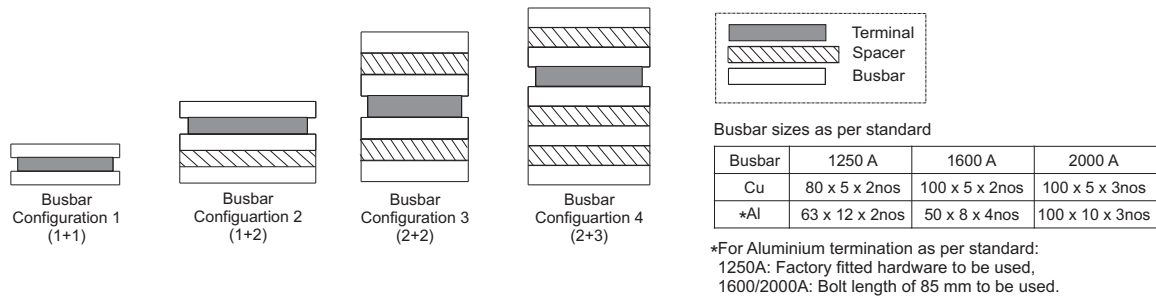 Terminal
Spacer
Busbar
Busbar
Configuration 1
(1+1)
Busbar
Configuartion 2
(1+2)
Busbar
Configuration 3
(2+2)
Busbar
Configuartion 4
(2+3)
Busbar sizes as per standard
Busbar 1250 A 1600 A 2000 A
Cu 80 x 5 x 2nos 100 x 5 x 2nos 100 x 5 x 3nos
*Al 63 x 12 x 2nos 50 x 8 x 4nos 100 x 10 x 3nos
*For Aluminium termination as per standard:
1250A: Factory fitted hardware to be used,
1600/2000A: Bolt length of 85 mm to be used.